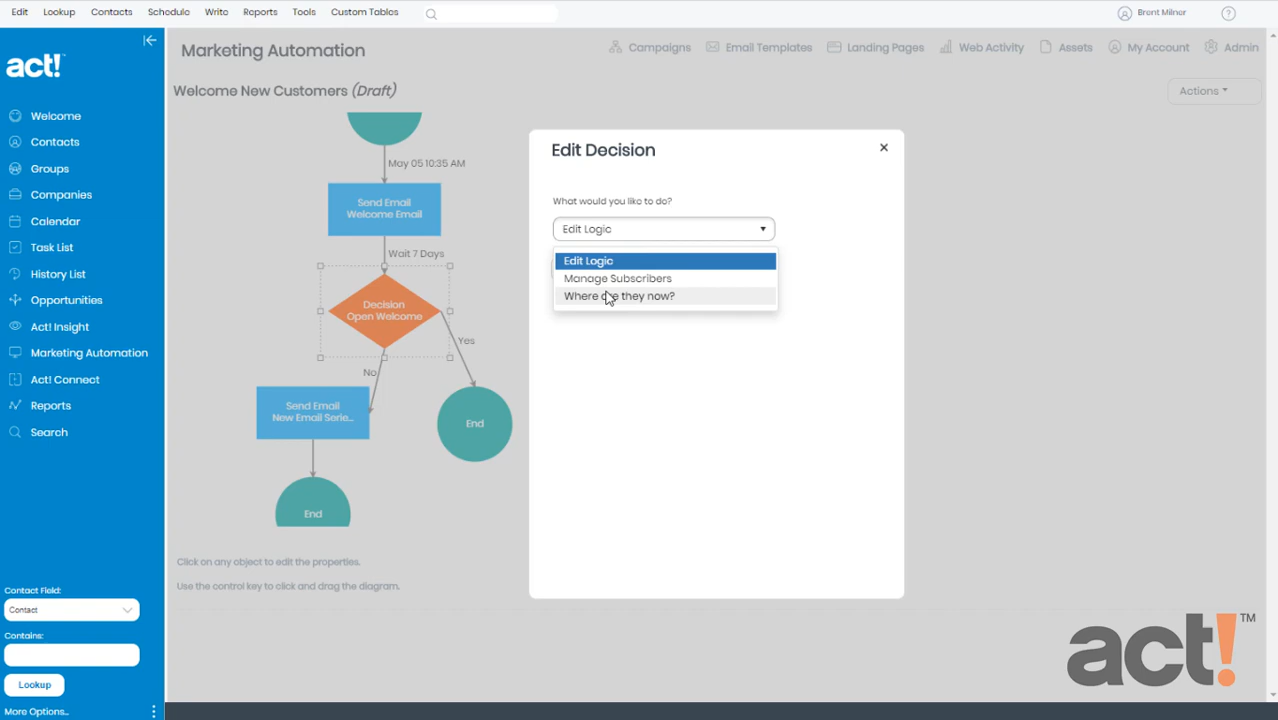 Edit Lookup Contacts Schedule Write Reports Tools Custom Tables Brent Milner ?
act!™
Welcome
Contacts
Groups
Companies
Calendar
Task List
History List
Opportunities
Act! Insight
Marketing Automation
Act! Connect
Reports
Search
Contact Field:
Contact
Contains:
Lookup
More Options...
Marketing Automation
Campaigns Email Templates Landing Pages Web Activity Assets My Account Admin
Welcome New Customers (Draft)
Actions
May 05 10:35 AM
Send Email
Welcome Email
Wait 7 Days
Decision
Open Welcome
Yes
No
Send Email
New Email Serie...
End
End
Click on any object to edit the properties.
Use the control key to click and drag the diagram.
Edit Decision
×
What would you like to do?
Edit Logic
Edit Logic
Manage Subscribers
Where are they now?
act!™